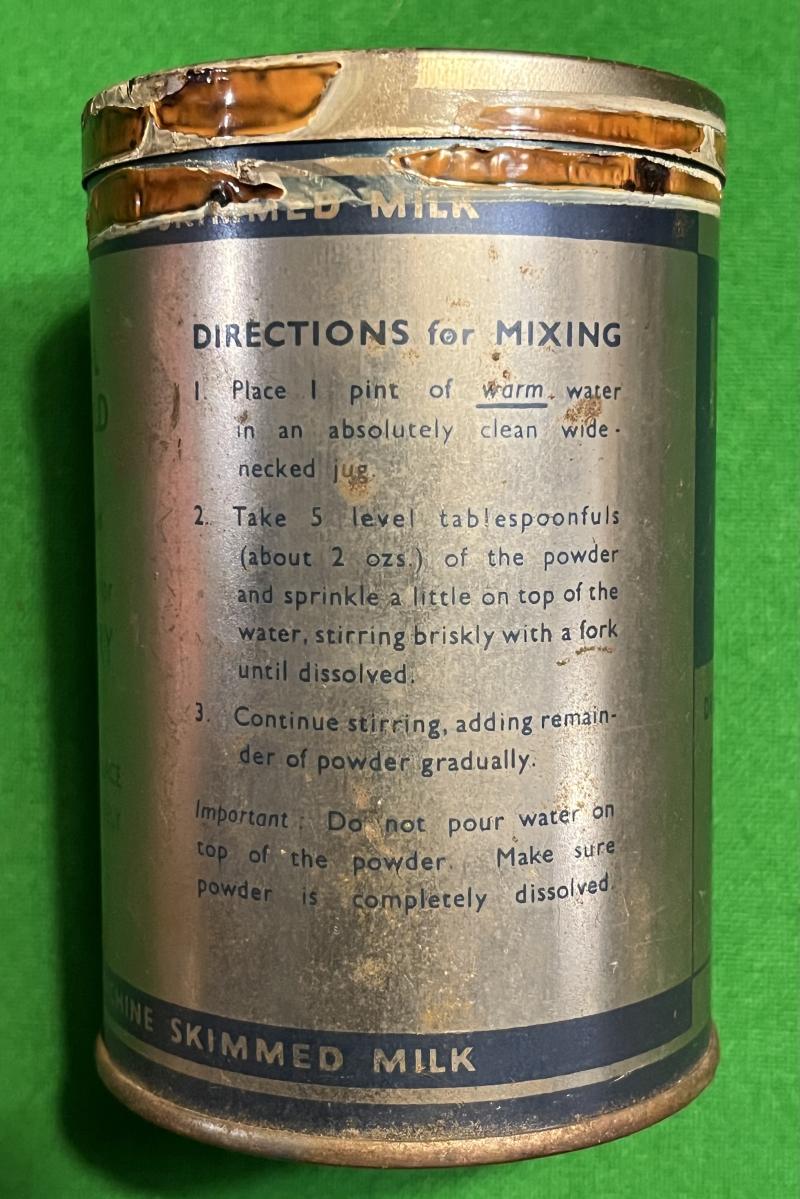 SKIMMED MILK
DIRECTIONS for MIXING
1. Place 1 pint of warm water
in an absolutely clean wide-
necked jug.
2. Take 5 level tablespoonfuls
(about 2 ozs.) of the powder
and sprinkle a little on top of the
water, stirring briskly with a fork
until dissolved.
3. Continue stirring, adding remain-
der of powder gradually.
Important : Do not pour water on
top of the powder. Make sure
powder is completely dissolved.
SKIMMED MILK